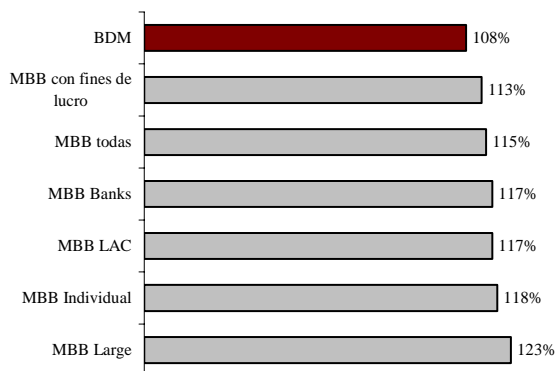 BDM
108%
MBB con fines de
lucro
113%
MBB todas
115%
MBB Banks
117%
MBB LAC
117%
MBB Individual
118%
MBB Large
123%